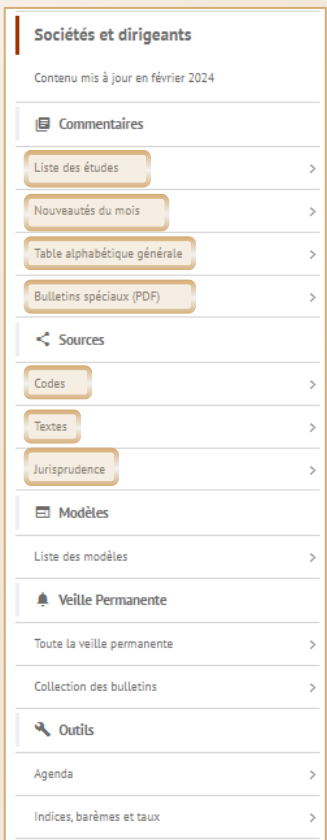 Sociétés et dirigeants
Contenu mis à jour en février 2024
Commentaires
Liste des études
Nouveautés du mois
Table alphabétique générale
Bulletins spéciaux (PDF)
Sources
Codes
Textes
Jurisprudence
Modèles
Liste des modèles
Veille Permanente
Toute la veille permanente
Collection des bulletins
Outils
Agenda
Indices, barèmes et taux